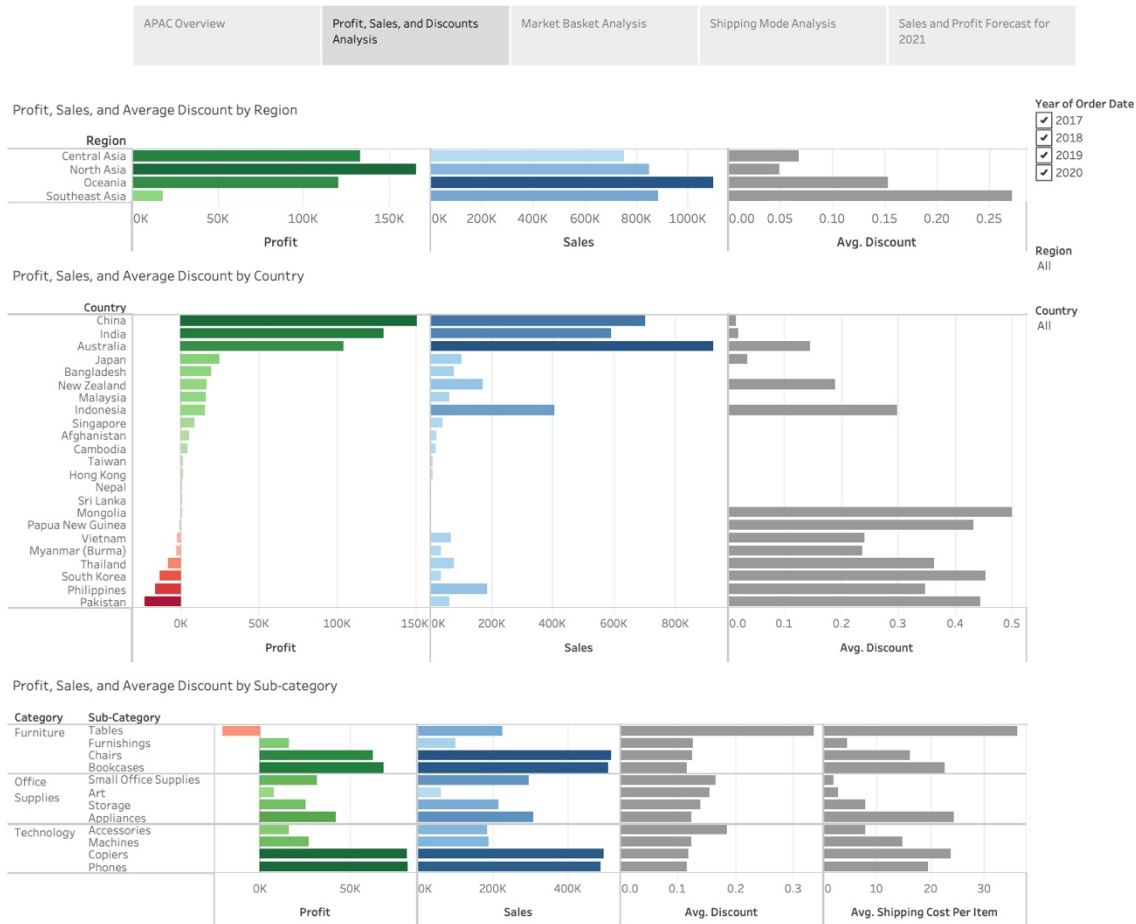 APAC Overview
Profit, Sales, and Discounts
Analysis
Market Basket Analysis
Shipping Mode Analysis
Sales and Profit Forecast for
2021
Profit, Sales, and Average Discount by Region
Year of Order Date
2017
2018
2019
2020
Region
Central Asia
North Asia
Oceania
Southeast Asia
0K 50K 100K 150K
0K 200K 400K 600K 800K 1000K
0.00 0.05 0.10 0.15 0.20 0.25
Profit Sales Avg. Discount
Region
All
Profit, Sales, and Average Discount by Country
Country
All
Country
China
India
Australia
Japan
Bangladesh
New Zealand
Malaysia
Indonesia
Singapore
Afghanistan
Cambodia
Taiwan
Hong Kong
Nepal
Sri Lanka
Mongolia
Papua New Guinea
Vietnam
Myanmar (Burma)
Thailand
South Korea
Philippines
Pakistan
0K 50K 100K 150K
0K 200K 400K 600K 800K
0.0 0.1 0.2 0.3 0.4 0.5
Profit Sales Avg. Discount
Profit, Sales, and Average Discount by Sub-category
Category Sub-Category
Furniture Tables
Furnishings
Chairs
Bookcases
Office
Supplies
Small Office Supplies
Art
Storage
Appliances
Technology Accessories
Machines
Copiers
Phones
0K 50K
0K 200K 400K
0.0 0.1 0.2 0.3
0 10 20 30
Profit Sales Avg. Discount Avg. Shipping Cost Per Item